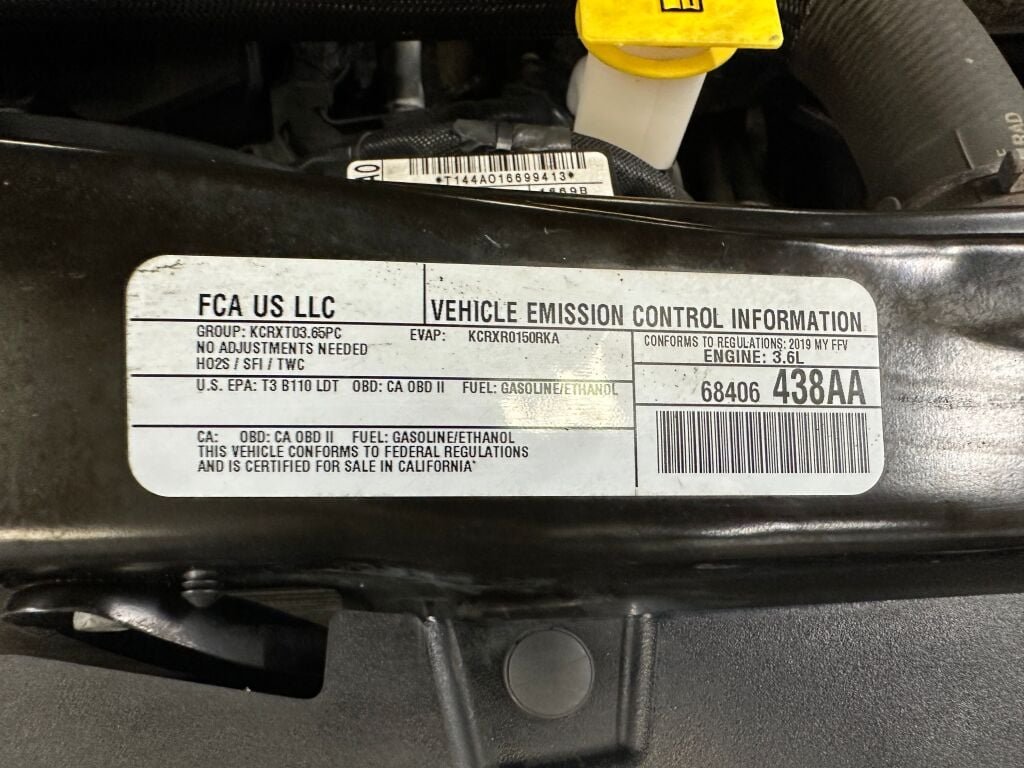 *T144A016699413*
FCA US LLC
VEHICLE EMISSION CONTROL INFORMATION
GROUP: KCRXT03.65PC EVAP: KCRXR0150RKA
NO ADJUSTMENTS NEEDED
HO2S / SFI / TWC
CONFORMS TO REGULATIONS: 2019 MY FFV
ENGINE: 3.6L
U.S. EPA: T3 B110 LDT OBD: CA OBD II FUEL: GASOLINE/ETHANOL
68406 438AA
CA: OBD: CA OBD II FUEL: GASOLINE/ETHANOL
THIS VEHICLE CONFORMS TO FEDERAL REGULATIONS
AND IS CERTIFIED FOR SALE IN CALIFORNIA*